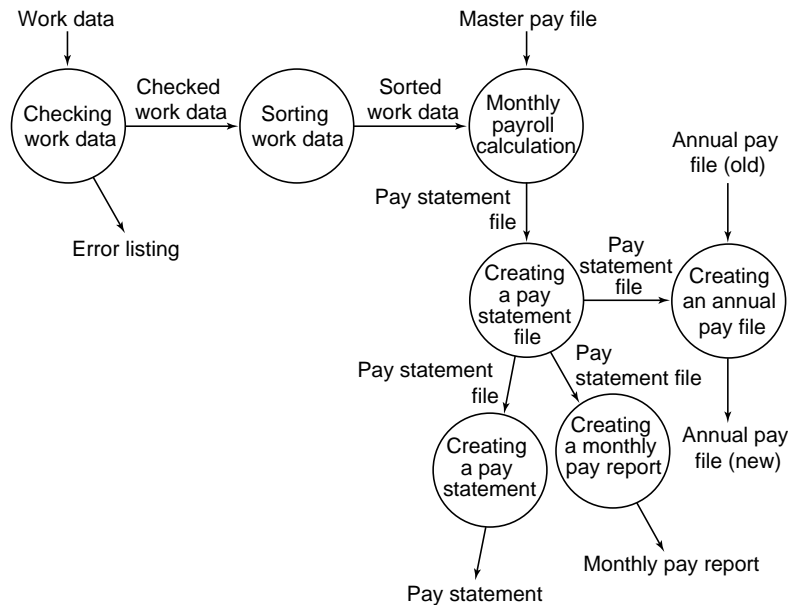 Work data
Master pay file
Checking
work data
Checked
work data
Sorting
work data
Sorted
work data
Monthly
payroll
calculation
Annual pay
file (old)
Error listing
Pay statement
file
Creating
a pay
statement
file
Pay
statement
file
Creating
an annual
pay file
Pay statement
file
Pay
statement file
Creating
a pay
statement
Creating
a monthly
pay report
Annual pay
file (new)
Monthly pay report
Pay statement